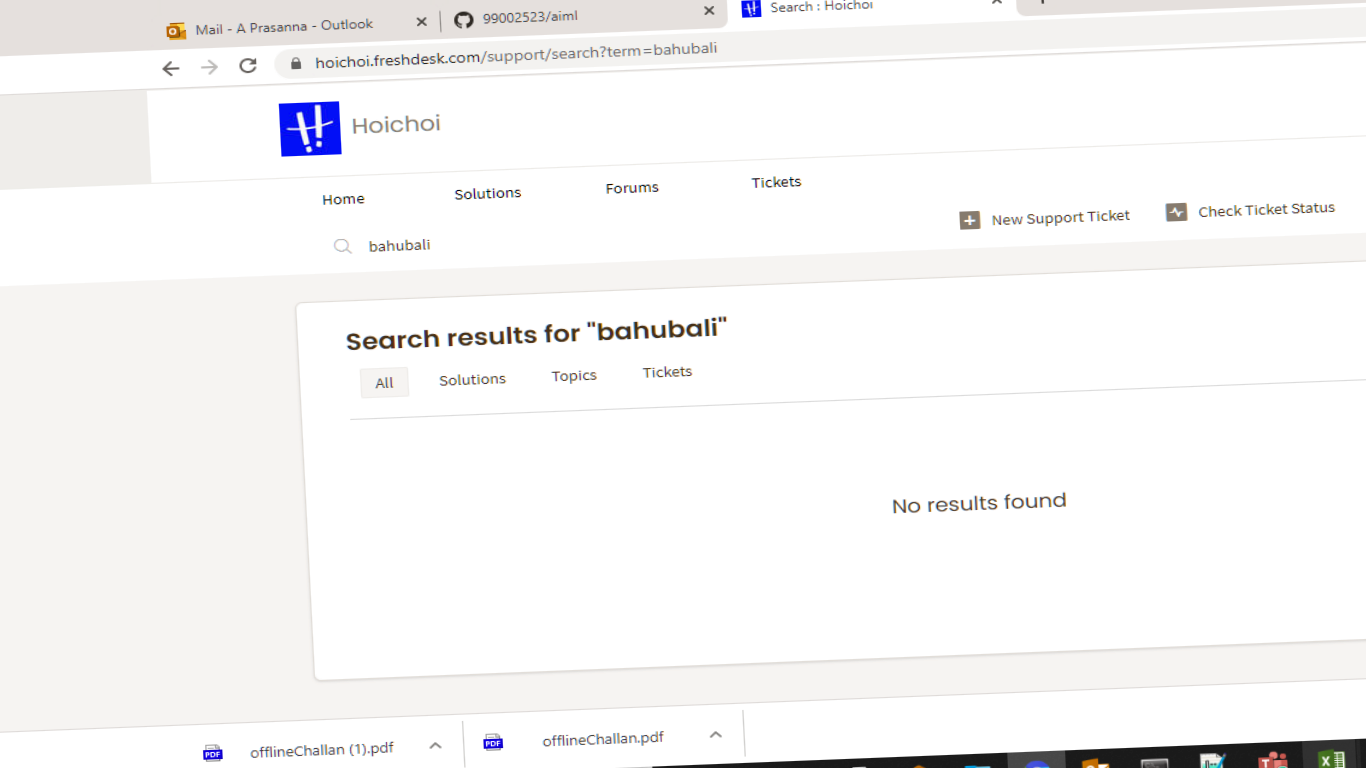 Mail - A Prasanna - Outlook
99002523/aiml
Search : Hoichoi
hoichoi.freshdesk.com/support/search?term=bahubali
Hoichoi
Home Solutions Forums Tickets
bahubali
New Support Ticket Check Ticket Status
Search results for "bahubali"
All Solutions Topics Tickets
No results found
PDF offlineChallan (1).pdf
PDF offlineChallan.pdf